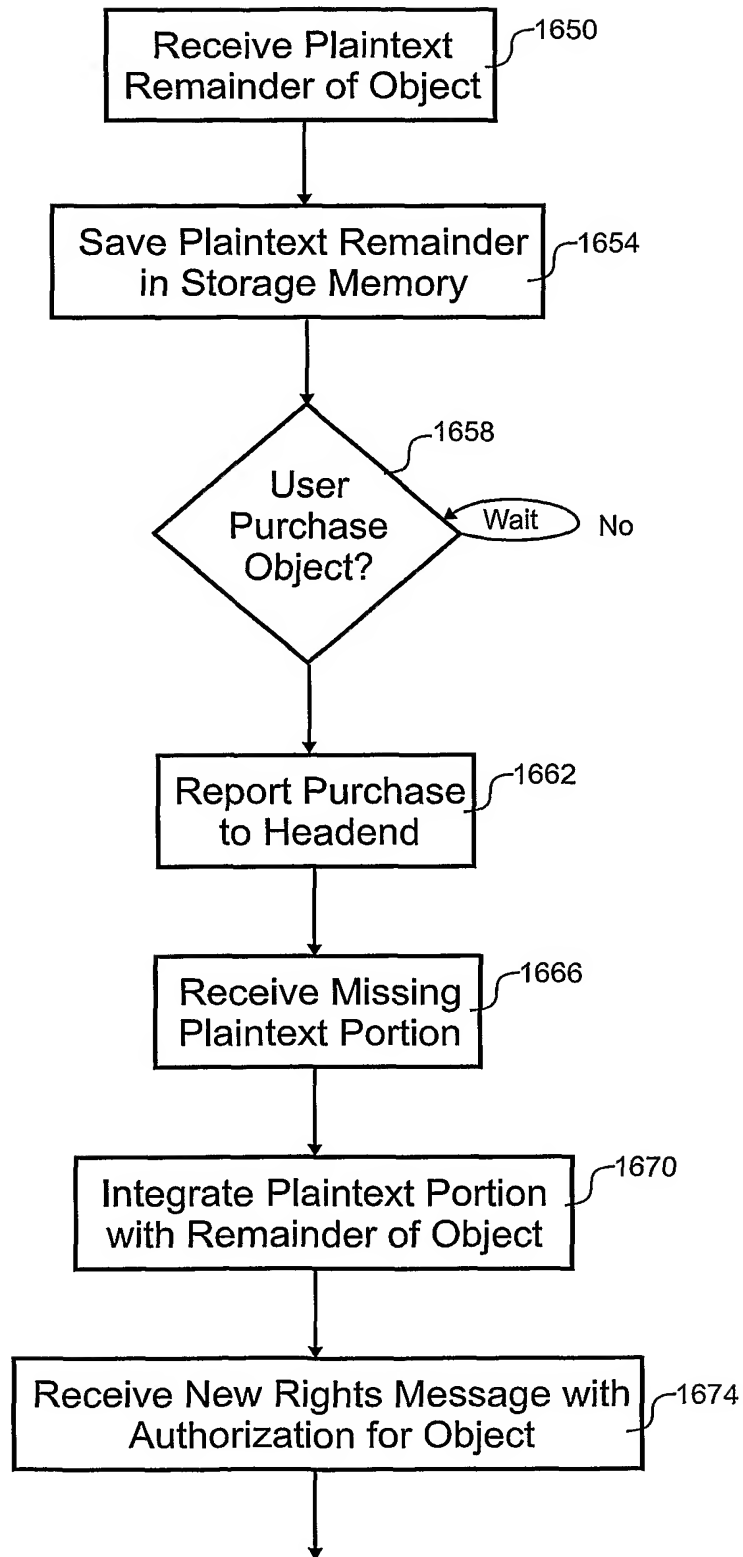 Receive Plaintext
Remainder of Object
1650
Save Plaintext Remainder
in Storage Memory
1654
1658
User
Purchase
Object?
Wait
No
Report Purchase
to Headend
1662
Receive Missing
Plaintext Portion
1666
Integrate Plaintext Portion
with Remainder of Object
1670
Receive New Rights Message with
Authorization for Object
1674